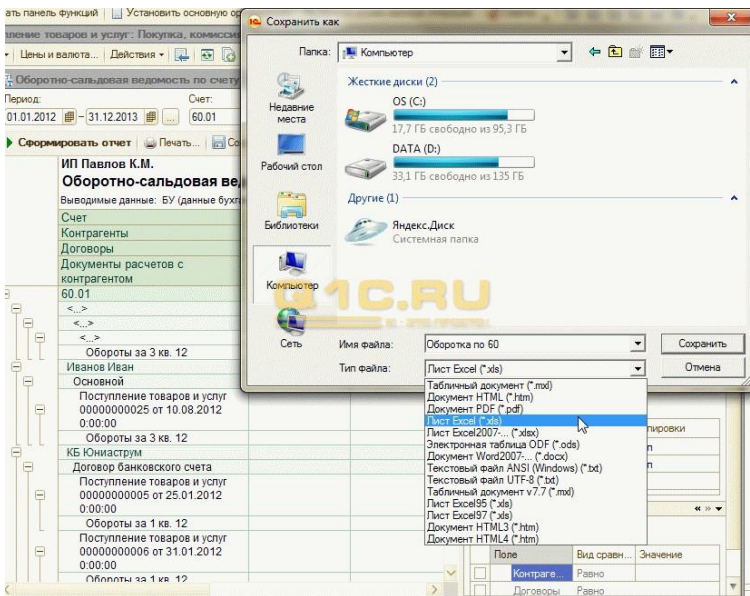 ать панель функций Установить основную ор
пление товаров и услуг: Покупка, комиссия
Цены и валюта... Действия
Оборотно-сальдовая ведомость по счету
Период: Счет:
01.01.2012 - 31.12.2013 ... 60.01
Сформировать отчет Печать... Со
ИП Павлов К.М.
Оборотно-сальдовая ве
Выводимые данные: БУ (данные бухга
Счет
Контрагенты
Договоры
Документы расчетов с
контрагентом
60.01
<...>
<...>
<...>
Обороты за 3 кв. 12
Иванов Иван
Основной
Поступление товаров и услуг
00000000025 от 10.08.2012
0:00:00
Обороты за 3 кв. 12
КБ Юниаструм
Договор банковского счета
Поступление товаров и услуг
00000000005 от 25.01.2012
0:00:00
Обороты за 1 кв. 12
Поступление товаров и услуг
00000000006 от 31.01.2012
0:00:00
Обороты за 1 кв. 12
Сохранить как
Папка: Компьютер
Недавние
места
Рабочий стол
Библиотеки
Компьютер
Сеть
Жесткие диски (2)
OS (C:)
17,7 ГБ свободно из 95,3 ГБ
DATA (D:)
33,1 ГБ свободно из 135 ГБ
Другие (1)
Яндекс.Диск
Системная папка
Q1C.RU
Имя файла: Оборотка по 60 Сохранить
Тип файла: Лист Excel (*.xls) Отмена
Табличный документ (*.mxl)
Документ HTML (*.htm)
Документ PDF (*.pdf)
Лист Excel (*.xls)
Лист Excel2007-... (*.xlsx)
Электронная таблица ODF (*.ods)
Документ Word2007-... (*.docx)
Текстовый файл ANSI (Windows) (*.txt)
Текстовый файл UTF-8 (*.txt)
Табличный документ v7.7 (*.mxl)
Лист Excel95 (*.xls)
Лист Excel97 (*.xls)
Документ HTML3 (*.htm)
Документ HTML4 (*.htm)
пировки
п
п
Поле Вид сравн... Значение
Контраге... Равно
Договоры Равно